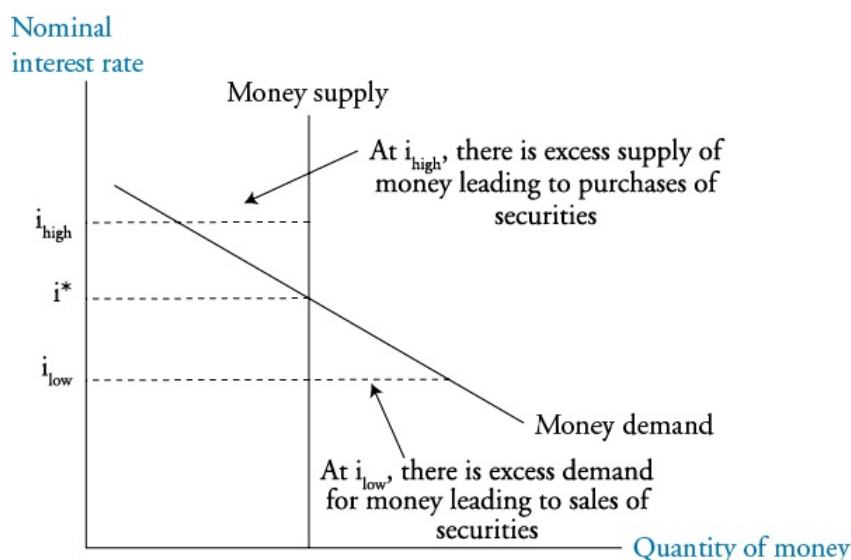 Nominal
interest rate
Money supply
At i_high, there is excess supply of
money leading to purchases of
securities
i_high
i*
i_low
Money demand
At i_low, there is excess demand
for money leading to sales of
securities
Quantity of money